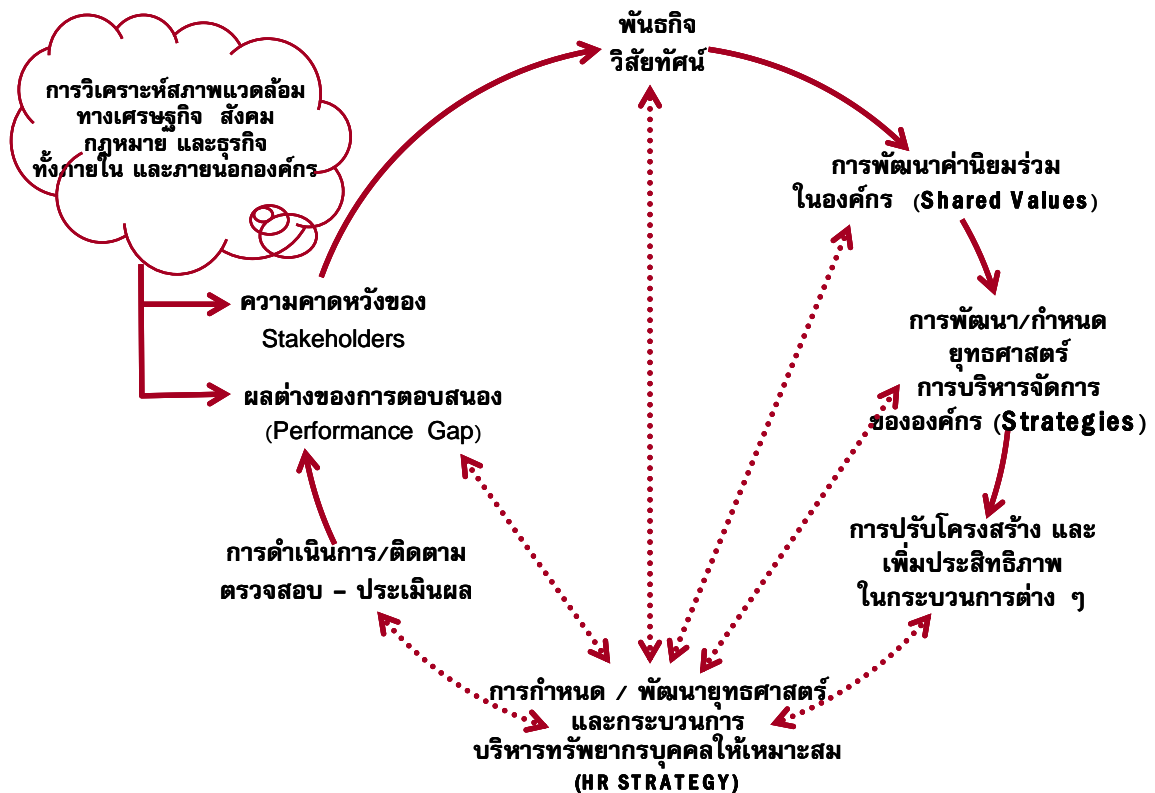 การวิเคราะห์สภาพแวดล้อม
ทางเศรษฐกิจ สังคม
กฎหมาย และธุรกิจ
ทั้งภายใน และภายนอกองค์กร
พันธกิจ
วิสัยทัศน์
การพัฒนาค่านิยมร่วม
ในองค์กร (Shared Values)
ความคาดหวังของ
Stakeholders
การพัฒนา/กำหนด
ยุทธศาสตร์
การบริหารจัดการ
ขององค์กร (Strategies)
ผลต่างของการตอบสนอง
(Performance Gap)
การปรับโครงสร้าง และ
เพิ่มประสิทธิภาพ
ในกระบวนการต่าง ๆ
การดำเนินการ/ติดตาม
ตรวจสอบ – ประเมินผล
การกำหนด / พัฒนายุทธศาสตร์
และกระบวนการ
บริหารทรัพยากรบุคคลให้เหมาะสม
(HR STRATEGY)